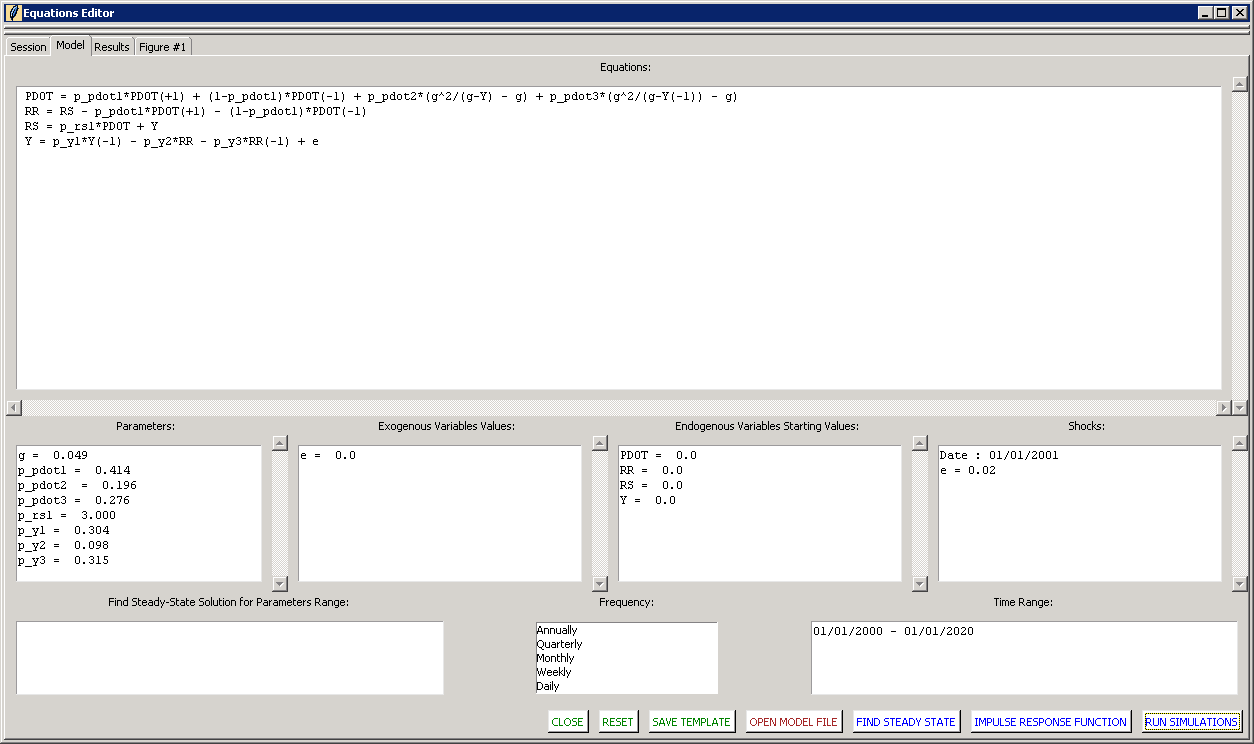 Equations Editor
Session Model Results Figure #1
Equations:
PDOT = p_pdot1*PDOT(+1) + (1-p_pdot1)*PDOT(-1) + p_pdot2*(g^2/(g-Y) - g) + p_pdot3*(g^2/(g-Y(-1)) - g)
RR = RS - p_pdot1*PDOT(+1) - (1-p_pdot1)*PDOT(-1)
RS = p_rs1*PDOT + Y
Y = p_y1*Y(-1) - p_y2*RR - p_y3*RR(-1) + e
Parameters:
g =  0.049
p_pdot1 =  0.414
p_pdot2  =  0.196
p_pdot3 =  0.276
p_rs1 =  3.000
p_y1 =  0.304
p_y2 =  0.098
p_y3 =  0.315
Exogenous Variables Values:
e =  0.0
Endogenous Variables Starting Values:
PDOT =  0.0
RR =  0.0
RS =  0.0
Y =  0.0
Shocks:
Date : 01/01/2001
e = 0.02
Find Steady-State Solution for Parameters Range:
Frequency:
Annually
Quarterly
Monthly
Weekly
Daily
Time Range:
01/01/2000 - 01/01/2020
CLOSE RESET SAVE TEMPLATE OPEN MODEL FILE FIND STEADY STATE IMPULSE RESPONSE FUNCTION RUN SIMULATIONS